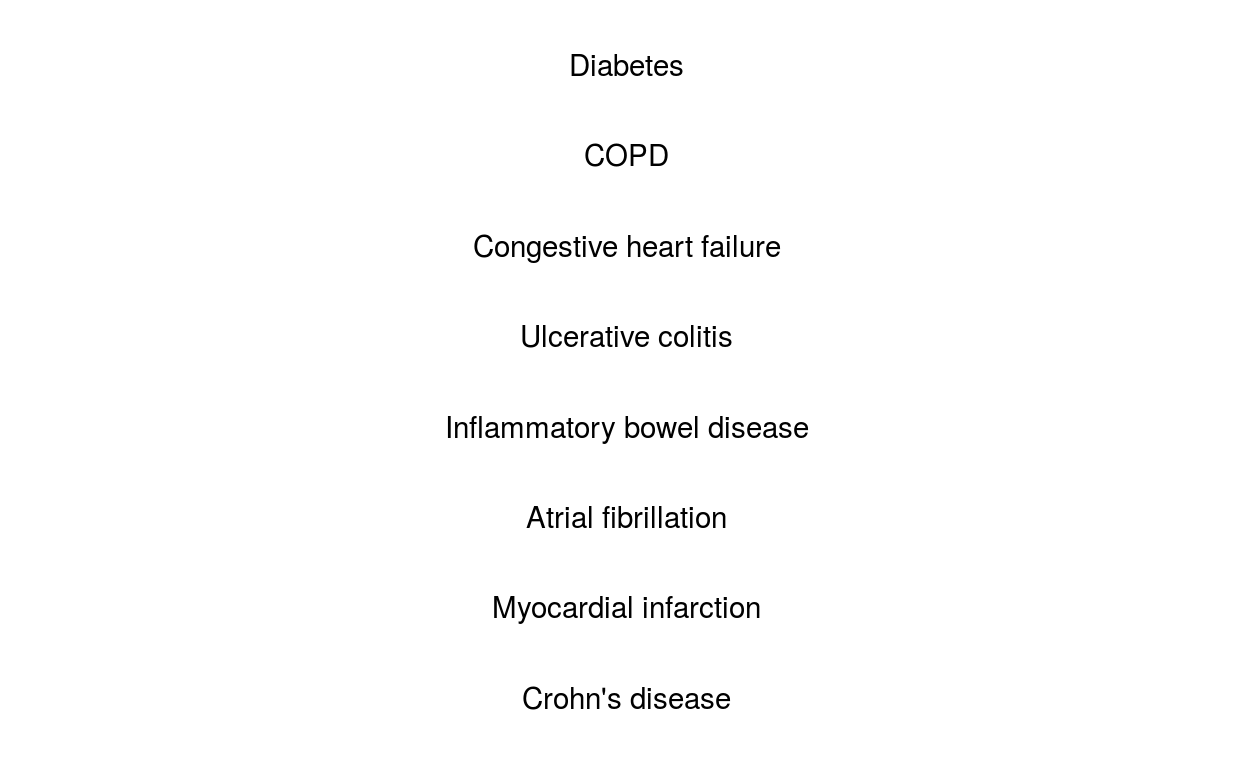 Diabetes
COPD
Congestive heart failure
Ulcerative colitis
Inflammatory bowel disease
Atrial fibrillation
Myocardial infarction
Crohn's disease